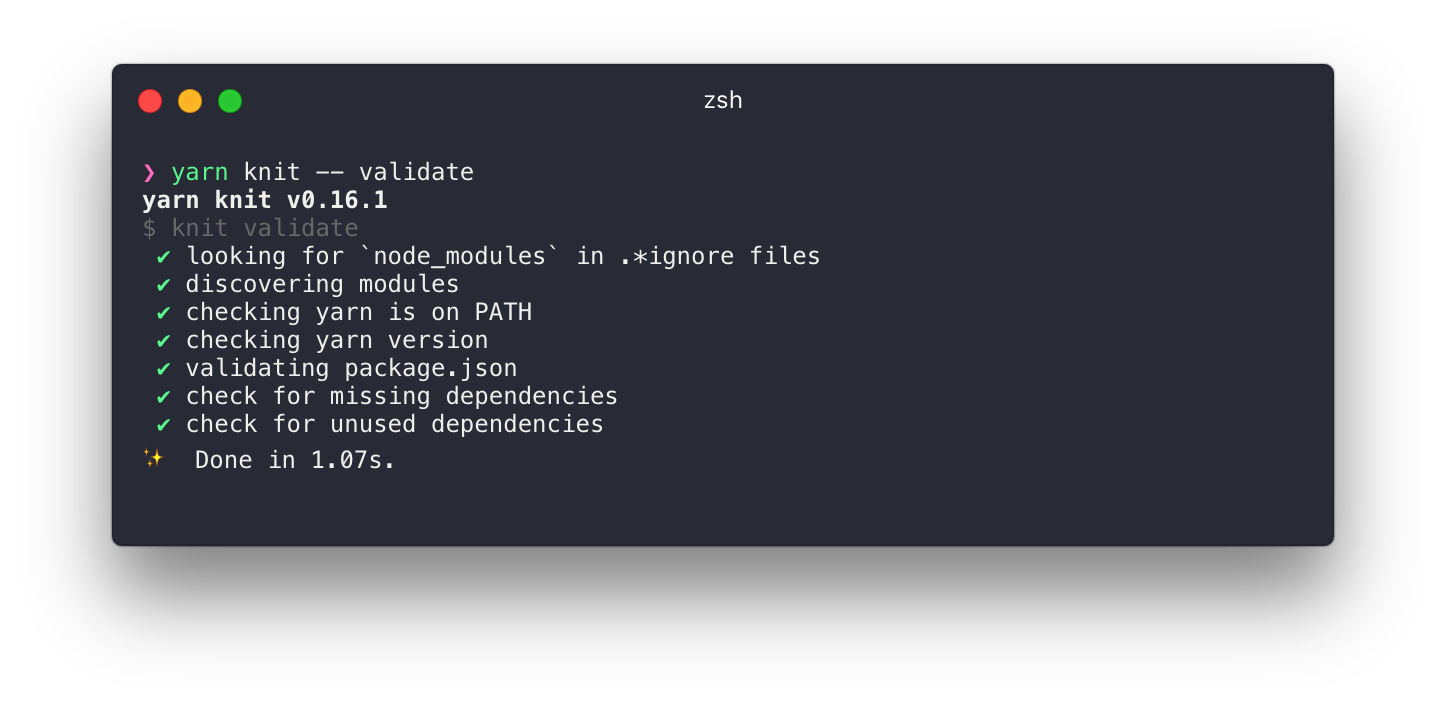 zsh
❯ yarn knit -- validate
yarn knit v0.16.1
$ knit validate
✔ looking for `node_modules` in .*ignore files
✔ discovering modules
✔ checking yarn is on PATH
✔ checking yarn version
✔ validating package.json
✔ check for missing dependencies
✔ check for unused dependencies
✨ Done in 1.07s.